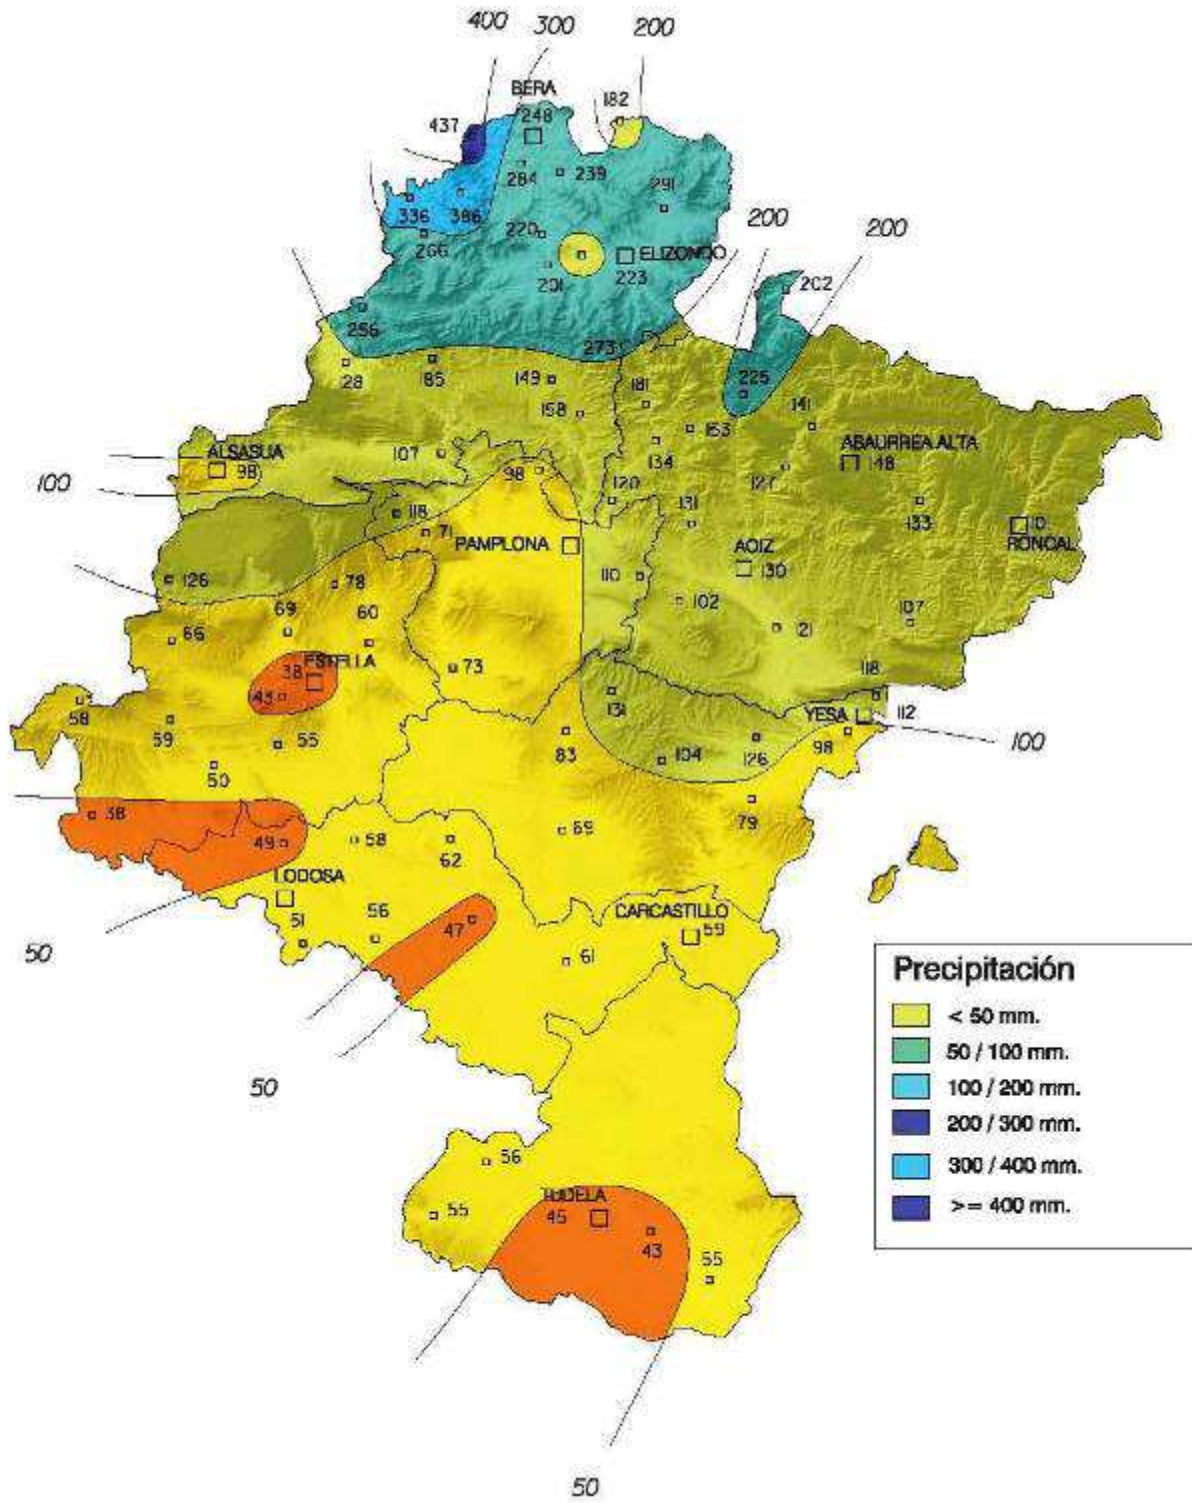 400 300 200
BERA
182
248
437
284 239
291
336 386
266 220
ELIZONDO
201 223
200 200
202
256
273
28 185 149
181 225
158 153 141
ALSASUA
98
107 98 134
ABAURREA ALTA
127 148
100
118 120 131 133
10
RONCAL
71 PAMPLONA
AOIZ
130
126 78 110
102 107
69 60
66 21
38 ESTELLA
43 73
118
58 131
YESA 112
59 55 83 104 126 98 100
50
79
38 49 58 62 69
LODOSA
51 56 47
CARCASTILLO
59
50 61
50
56
TUDELA
55 45
43 55
50
Precipitación
< 50 mm.
50 / 100 mm.
100 / 200 mm.
200 / 300 mm.
300 / 400 mm.
>= 400 mm.